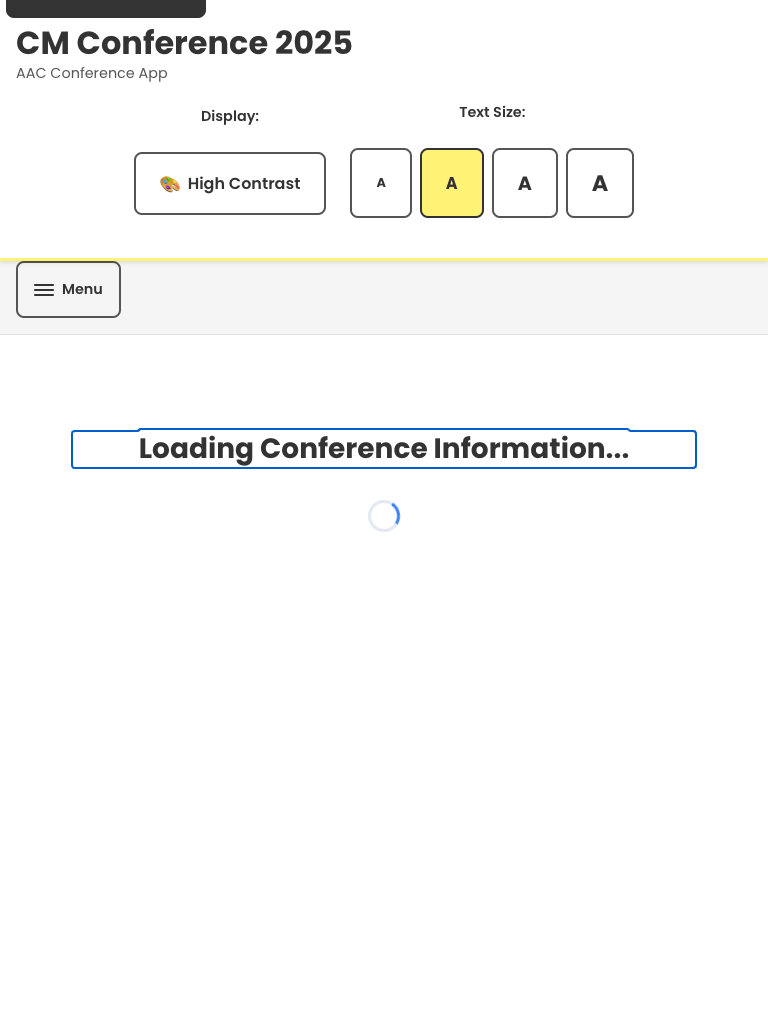 CM Conference 2025
AAC Conference App
Display:
Text Size:
High Contrast
A
A
A
A
Menu
Loading Conference Information...